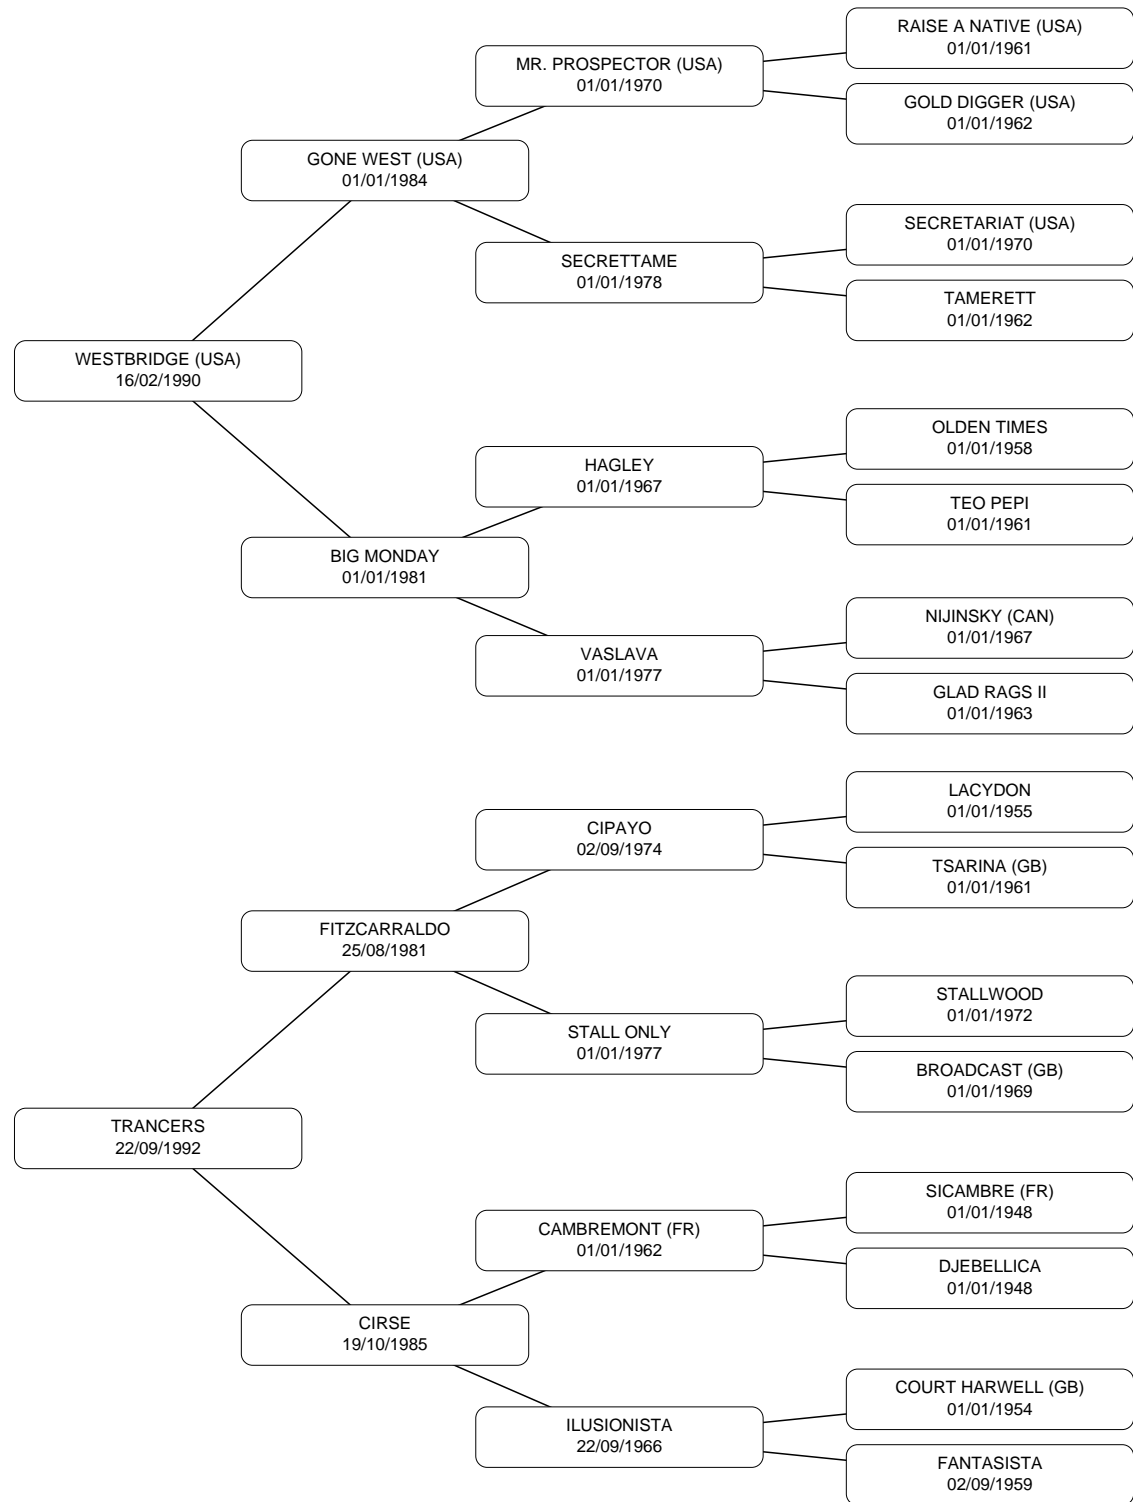 RAISE A NATIVE (USA)
01/01/1961
MR. PROSPECTOR (USA)
01/01/1970
GOLD DIGGER (USA)
01/01/1962
GONE WEST (USA)
01/01/1984
SECRETARIAT (USA)
01/01/1970
SECRETTAME
01/01/1978
TAMERETT
01/01/1962
WESTBRIDGE (USA)
16/02/1990
OLDEN TIMES
01/01/1958
HAGLEY
01/01/1967
TEO PEPI
01/01/1961
BIG MONDAY
01/01/1981
NIJINSKY (CAN)
01/01/1967
VASLAVA
01/01/1977
GLAD RAGS II
01/01/1963
LACYDON
01/01/1955
CIPAYO
02/09/1974
TSARINA (GB)
01/01/1961
FITZCARRALDO
25/08/1981
STALLWOOD
01/01/1972
STALL ONLY
01/01/1977
BROADCAST (GB)
01/01/1969
TRANCERS
22/09/1992
SICAMBRE (FR)
01/01/1948
CAMBREMONT (FR)
01/01/1962
DJEBELLICA
01/01/1948
CIRSE
19/10/1985
COURT HARWELL (GB)
01/01/1954
ILUSIONISTA
22/09/1966
FANTASISTA
02/09/1959